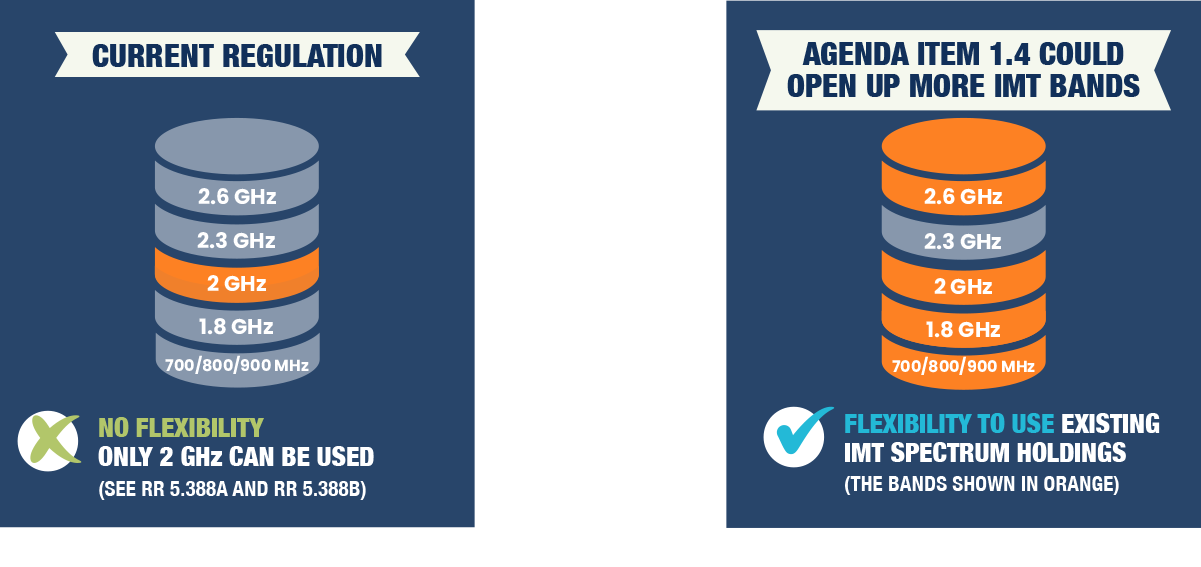 CURRENT REGULATION
2.6 GHz
2.3 GHz
2 GHz
1.8 GHz
700/800/900 MHz
NO FLEXIBILITY
ONLY 2 GHz CAN BE USED
(SEE RR 5.388A AND RR 5.388B)
AGENDA ITEM 1.4 COULD
OPEN UP MORE IMT BANDS
2.6 GHz
2.3 GHz
2 GHz
1.8 GHz
700/800/900 MHz
FLEXIBILITY TO USE EXISTING
IMT SPECTRUM HOLDINGS
(THE BANDS SHOWN IN ORANGE)